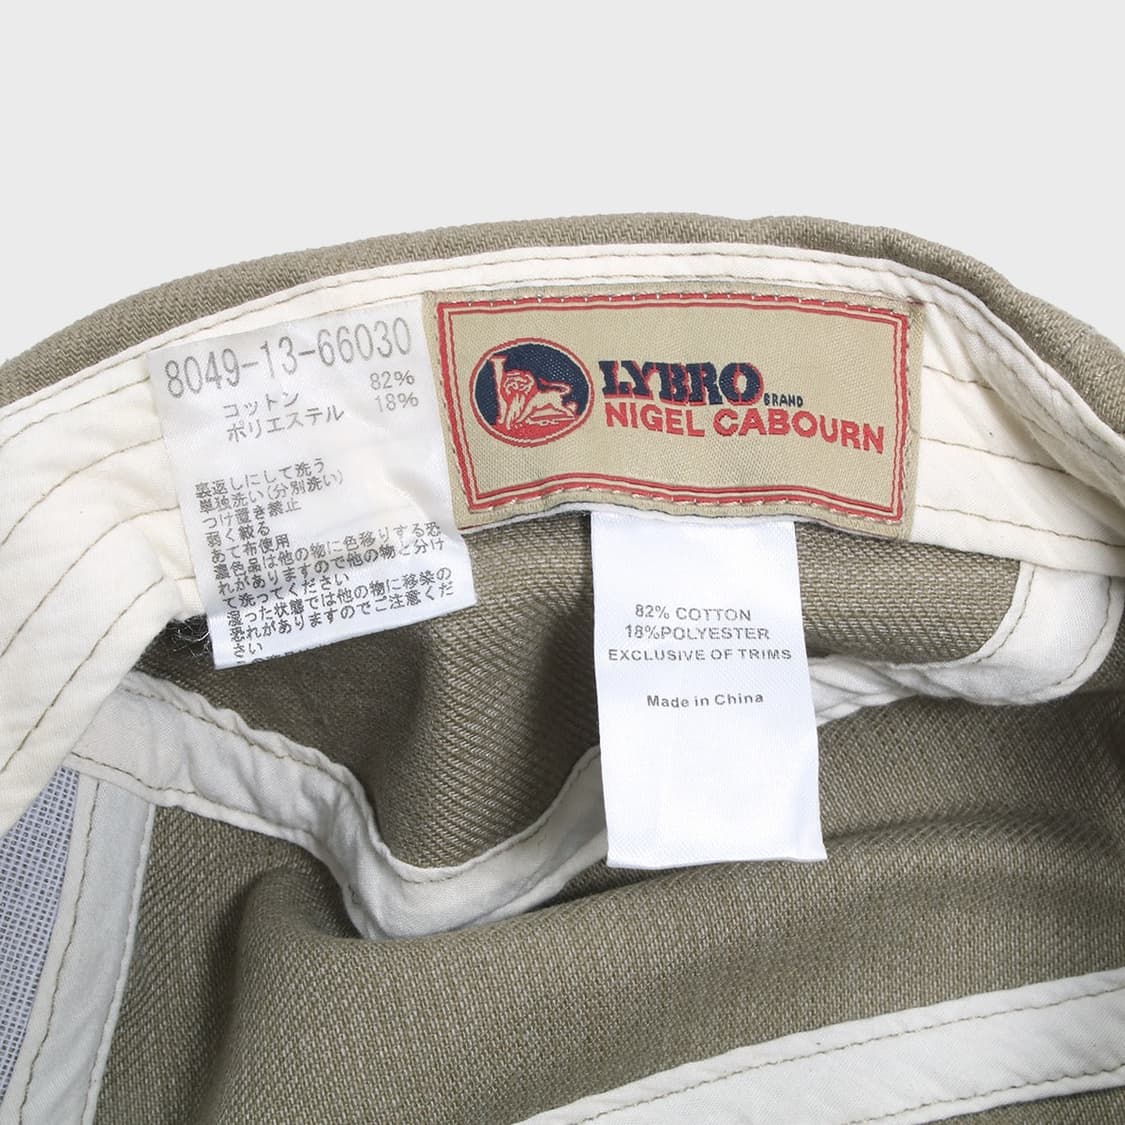 8049-13-66030
コットン 82%
ポリエステル 18%
裏返しにして洗う
単独洗い(分別洗い)
つけ置き禁止
弱く絞る
あて布使用
濃色品は他の物に色移りする恐
れがありますので他の物と分け
て洗ってください
湿った状態では他の物に移染の
恐れがありますのでご注意くだ
さい
LYBRO
BRAND
NIGEL CABOURN
82% COTTON
18%POLYESTER
EXCLUSIVE OF TRIMS
Made in China